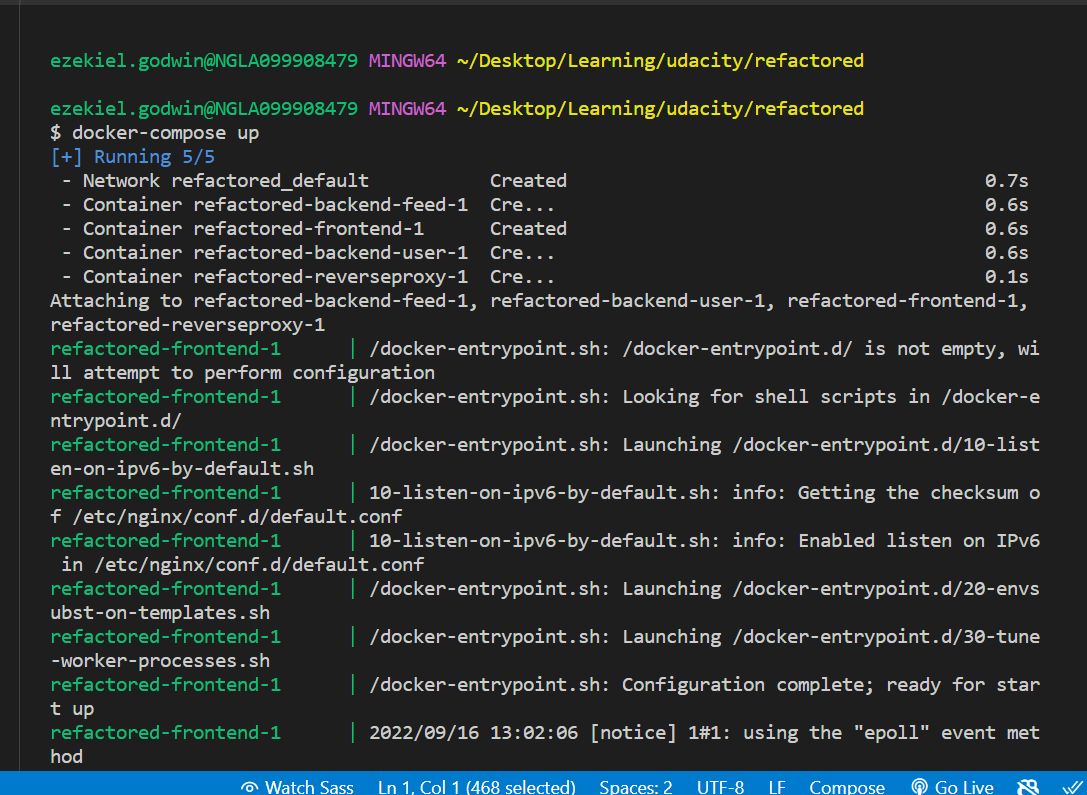 ezekiel.godwin@NGLA099908479 MINGW64 ~/Desktop/Learning/udacity/refactored
ezekiel.godwin@NGLA099908479 MINGW64 ~/Desktop/Learning/udacity/refactored
$ docker-compose up
[+] Running 5/5
 - Network refactored_default           Created                                      0.7s
 - Container refactored-backend-feed-1  Cre...                                       0.6s
 - Container refactored-frontend-1      Created                                      0.6s
 - Container refactored-backend-user-1  Cre...                                       0.6s
 - Container refactored-reverseproxy-1  Cre...                                       0.1s
Attaching to refactored-backend-feed-1, refactored-backend-user-1, refactored-frontend-1,
refactored-reverseproxy-1
refactored-frontend-1      | /docker-entrypoint.sh: /docker-entrypoint.d/ is not empty, wi
ll attempt to perform configuration
refactored-frontend-1      | /docker-entrypoint.sh: Looking for shell scripts in /docker-e
ntrypoint.d/
refactored-frontend-1      | /docker-entrypoint.sh: Launching /docker-entrypoint.d/10-list
en-on-ipv6-by-default.sh
refactored-frontend-1      | 10-listen-on-ipv6-by-default.sh: info: Getting the checksum o
f /etc/nginx/conf.d/default.conf
refactored-frontend-1      | 10-listen-on-ipv6-by-default.sh: info: Enabled listen on IPv6
 in /etc/nginx/conf.d/default.conf
refactored-frontend-1      | /docker-entrypoint.sh: Launching /docker-entrypoint.d/20-envs
ubst-on-templates.sh
refactored-frontend-1      | /docker-entrypoint.sh: Launching /docker-entrypoint.d/30-tune
-worker-processes.sh
refactored-frontend-1      | /docker-entrypoint.sh: Configuration complete; ready for star
t up
refactored-frontend-1      | 2022/09/16 13:02:06 [notice] 1#1: using the "epoll" event met
hod
Watch Sass Ln 1, Col 1 (468 selected) Spaces: 2 UTF-8 LF Compose Go Live